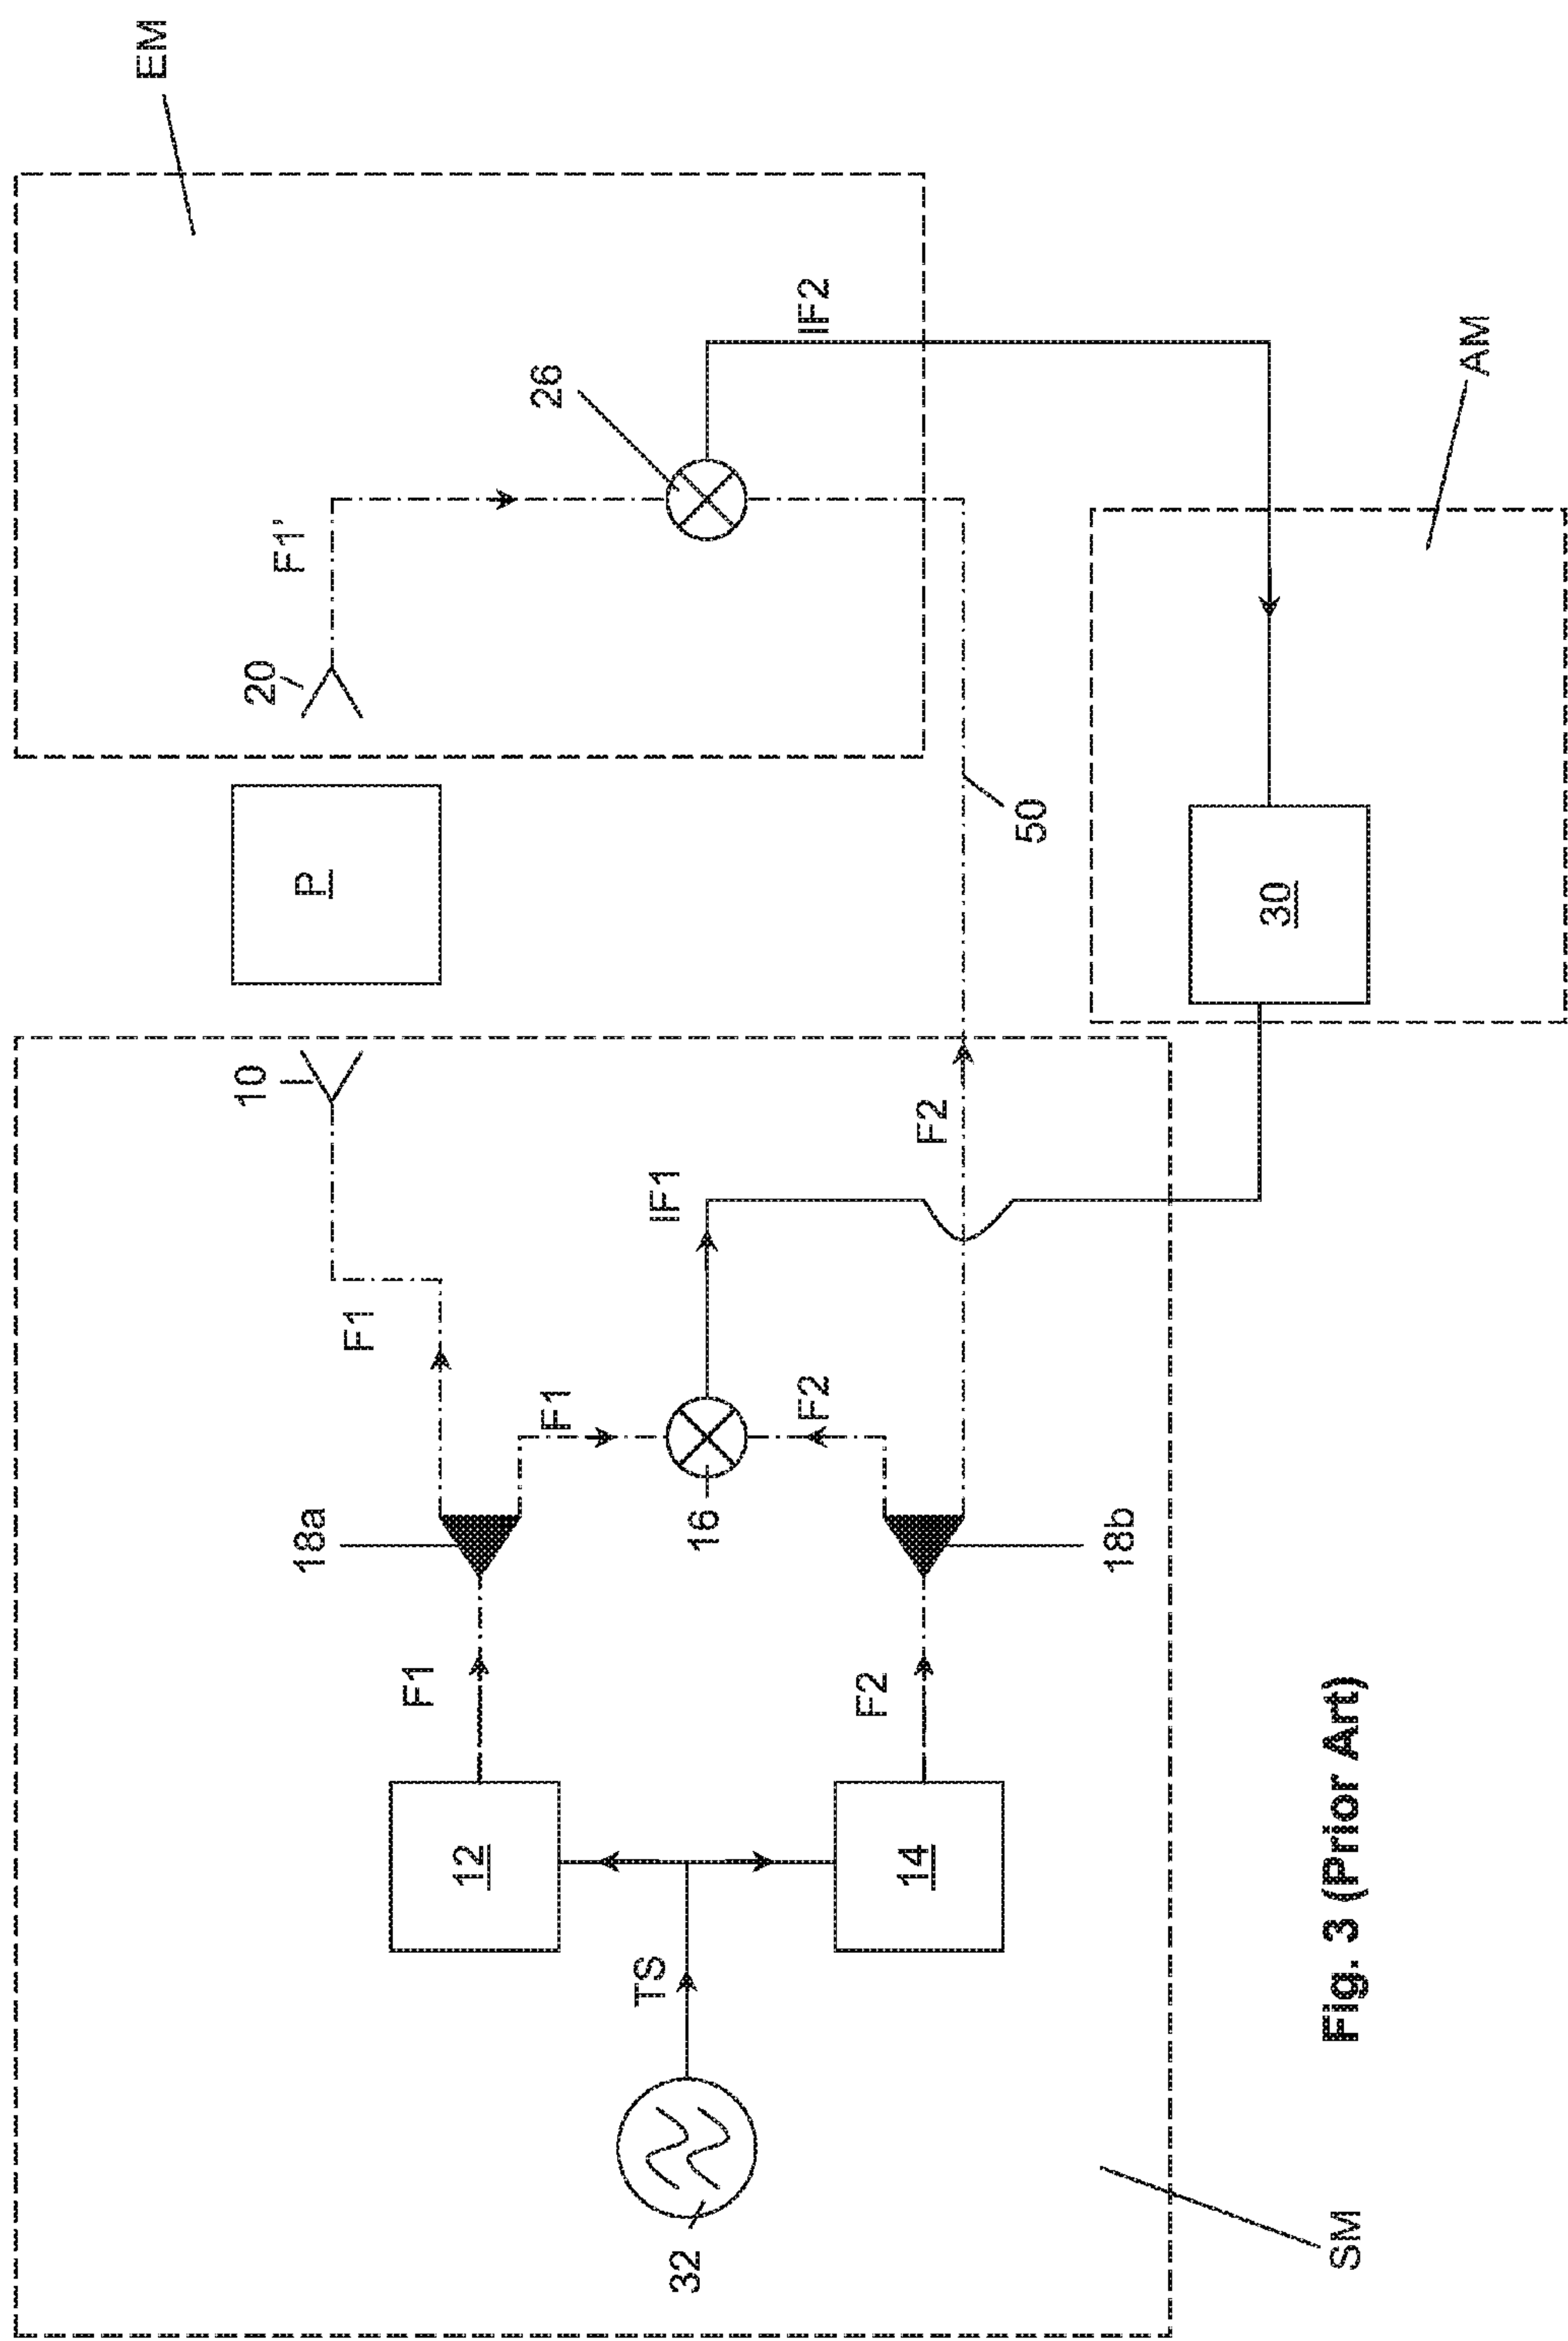 EM
F1'
20
26
IF2
P
50
AM
30
10
F1
IF1
F2
18a
F1
16
F2
18b
F1
F2
12
14
TS
32
SM
Fig. 3 (Prior Art)